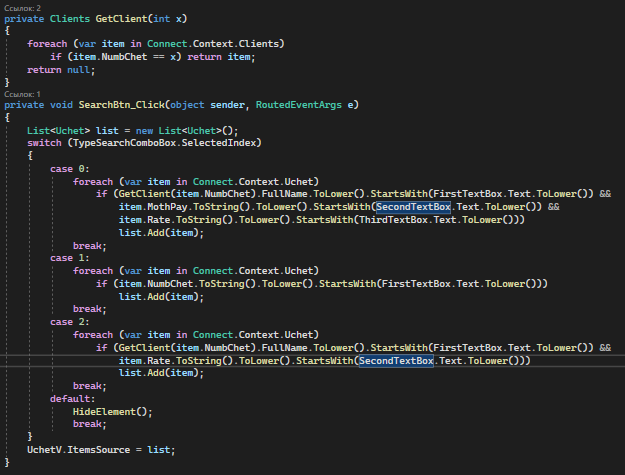 Ссылок: 2
private Clients GetClient(int x)
{
    foreach (var item in Connect.Context.Clients)
        if (item.NumbChet == x) return item;
    return null;
}
Ссылок: 1
private void SearchBtn_Click(object sender, RoutedEventArgs e)
{
    List<Uchet> list = new List<Uchet>();
    switch (TypeSearchComboBox.SelectedIndex)
    {
        case 0:
            foreach (var item in Connect.Context.Uchet)
                if (GetClient(item.NumbChet).FullName.ToLower().StartsWith(FirstTextBox.Text.ToLower()) &&
                    item.MothPay.ToString().ToLower().StartsWith(SecondTextBox.Text.ToLower()) &&
                    item.Rate.ToString().ToLower().StartsWith(ThirdTextBox.Text.ToLower()))
                    list.Add(item);
            break;
        case 1:
            foreach (var item in Connect.Context.Uchet)
                if (item.NumbChet.ToString().ToLower().StartsWith(FirstTextBox.Text.ToLower()))
                    list.Add(item);
            break;
        case 2:
            foreach (var item in Connect.Context.Uchet)
                if (GetClient(item.NumbChet).FullName.ToLower().StartsWith(FirstTextBox.Text.ToLower()) &&
                    item.Rate.ToString().ToLower().StartsWith(SecondTextBox.Text.ToLower()))
                    list.Add(item);
            break;
        default:
            HideElement();
            break;
    }
    UchetV.ItemsSource = list;
}